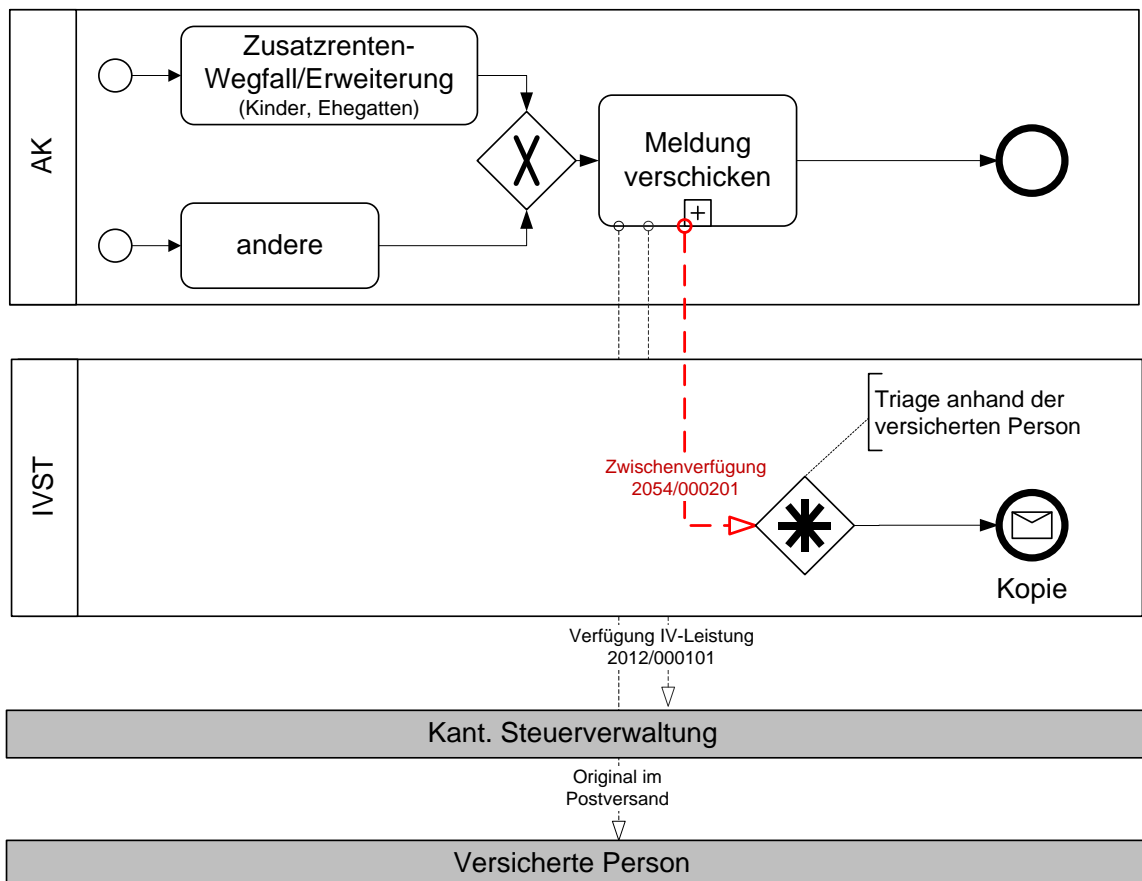 AK
Zusatzrenten-
Wegfall/Erweiterung
(Kinder, Ehegatten)
Meldung
verschicken
andere
IVST
Triage anhand der
versicherten Person
Zwischenverfügung
2054/000201
Kopie
Verfügung IV-Leistung
2012/000101
Kant. Steuerverwaltung
Original im
Postversand
Versicherte Person